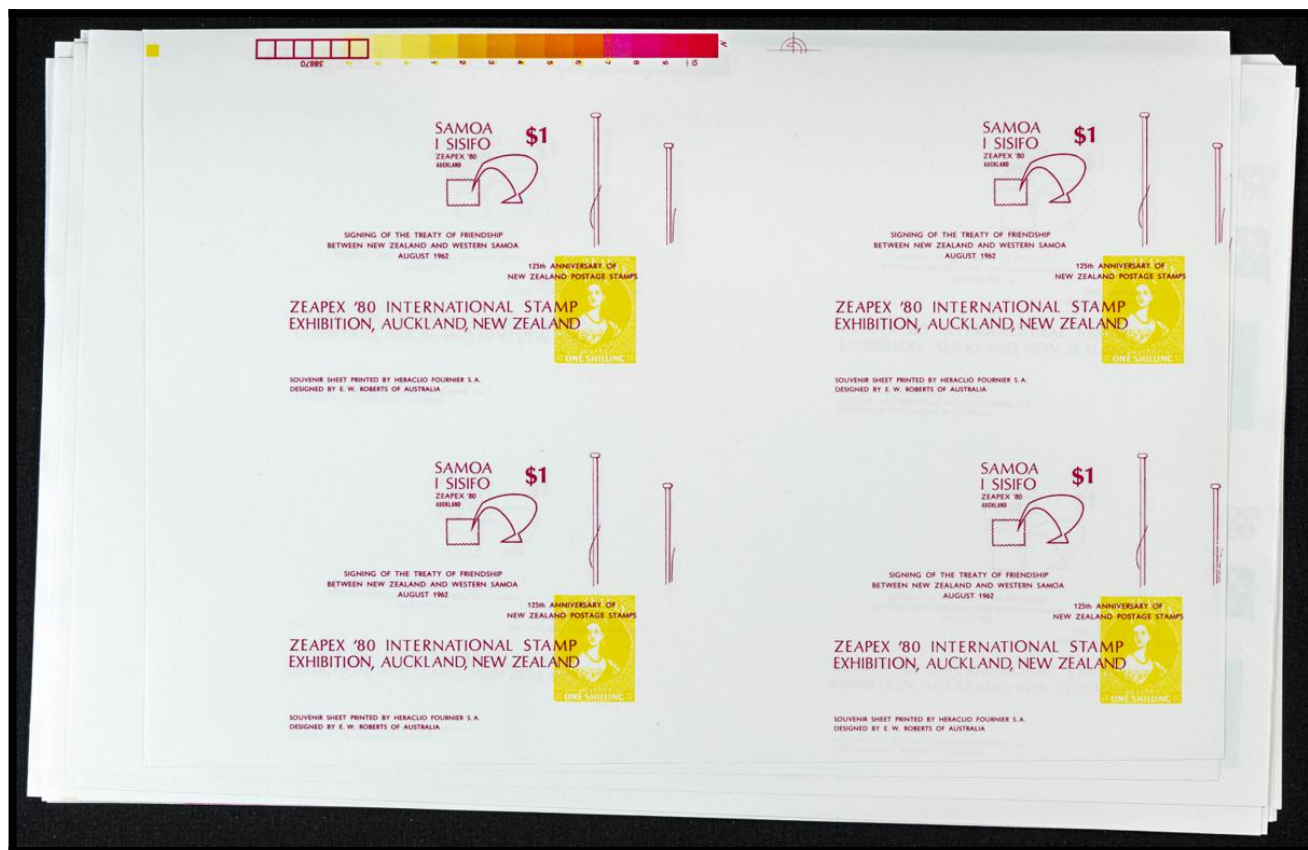 58870 2 3 4 5 6 7 8 9 10 N
SAMOA
I SISIFO
$1
ZEAPEX '80
AUCKLAND
SIGNING OF THE TREATY OF FRIENDSHIP
BETWEEN NEW ZEALAND AND WESTERN SAMOA
AUGUST 1962
125th ANNIVERSARY OF
NEW ZEALAND POSTAGE STAMPS
ZEAPEX '80 INTERNATIONAL STAMP
EXHIBITION, AUCKLAND, NEW ZEALAND
ONE SHILLING
SOUVENIR SHEET PRINTED BY HERACLIO FOURNIER S.A.
DESIGNED BY E. W. ROBERTS OF AUSTRALIA
SAMOA
I SISIFO
$1
ZEAPEX '80
AUCKLAND
SIGNING OF THE TREATY OF FRIENDSHIP
BETWEEN NEW ZEALAND AND WESTERN SAMOA
AUGUST 1962
125th ANNIVERSARY OF
NEW ZEALAND POSTAGE STAMPS
ZEAPEX '80 INTERNATIONAL STAMP
EXHIBITION, AUCKLAND, NEW ZEALAND
ONE SHILLING
SOUVENIR SHEET PRINTED BY HERACLIO FOURNIER S.A.
DESIGNED BY E. W. ROBERTS OF AUSTRALIA
SAMOA
I SISIFO
$1
ZEAPEX '80
AUCKLAND
SIGNING OF THE TREATY OF FRIENDSHIP
BETWEEN NEW ZEALAND AND WESTERN SAMOA
AUGUST 1962
125th ANNIVERSARY OF
NEW ZEALAND POSTAGE STAMPS
ZEAPEX '80 INTERNATIONAL STAMP
EXHIBITION, AUCKLAND, NEW ZEALAND
ONE SHILLING
SOUVENIR SHEET PRINTED BY HERACLIO FOURNIER S.A.
DESIGNED BY E. W. ROBERTS OF AUSTRALIA
SAMOA
I SISIFO
$1
ZEAPEX '80
AUCKLAND
SIGNING OF THE TREATY OF FRIENDSHIP
BETWEEN NEW ZEALAND AND WESTERN SAMOA
AUGUST 1962
125th ANNIVERSARY OF
NEW ZEALAND POSTAGE STAMPS
ZEAPEX '80 INTERNATIONAL STAMP
EXHIBITION, AUCKLAND, NEW ZEALAND
ONE SHILLING
SOUVENIR SHEET PRINTED BY HERACLIO FOURNIER S.A.
DESIGNED BY E. W. ROBERTS OF AUSTRALIA